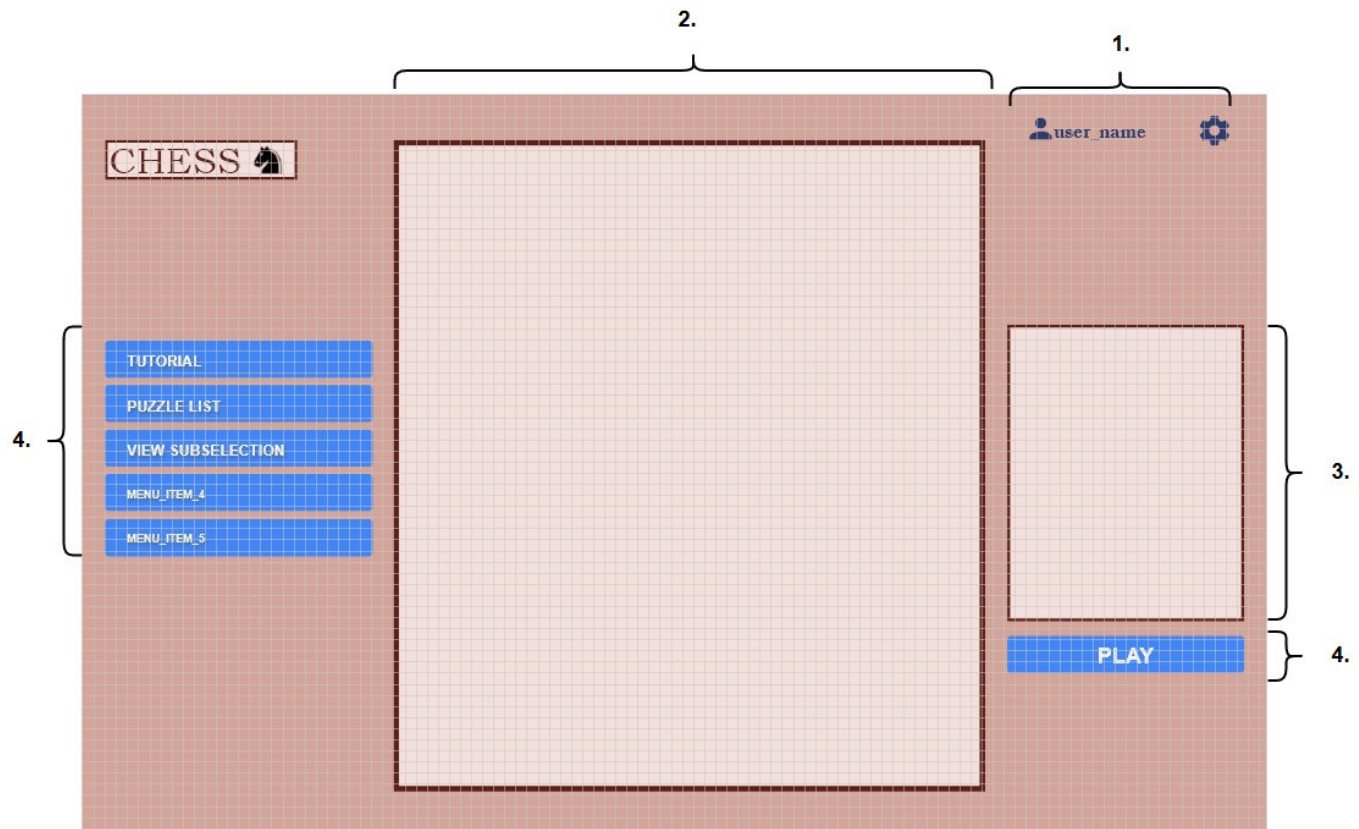 2.
1.
user_name
CHESS
4.
TUTORIAL
PUZZLE LIST
VIEW SUBSELECTION
MENU_ITEM_4
MENU_ITEM_5
3.
PLAY
4.